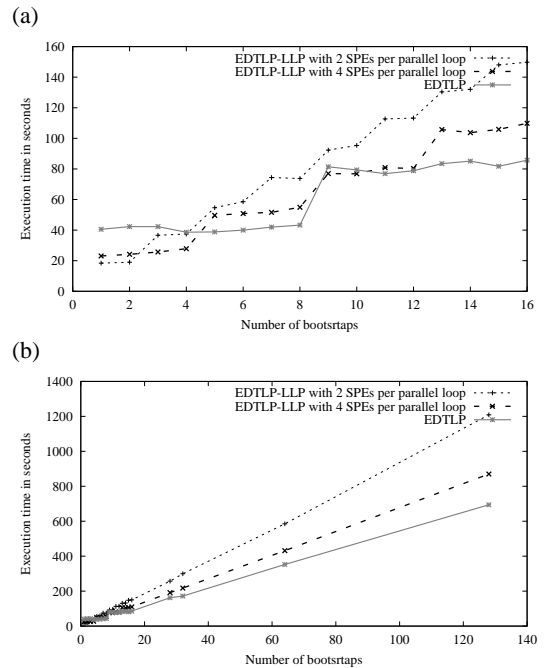 (a)
160
140
120
100
80
60
40
20
0
Execution time in seconds
EDTLP-LLP with 2 SPEs per parallel loop
EDTLP-LLP with 4 SPEs per parallel loop
EDTLP
0 2 4 6 8 10 12 14 16
Number of bootsrtaps
(b)
1400
1200
1000
800
600
400
200
0
Execution time in seconds
EDTLP-LLP with 2 SPEs per parallel loop
EDTLP-LLP with 4 SPEs per parallel loop
EDTLP
0 20 40 60 80 100 120 140
Number of bootsrtaps